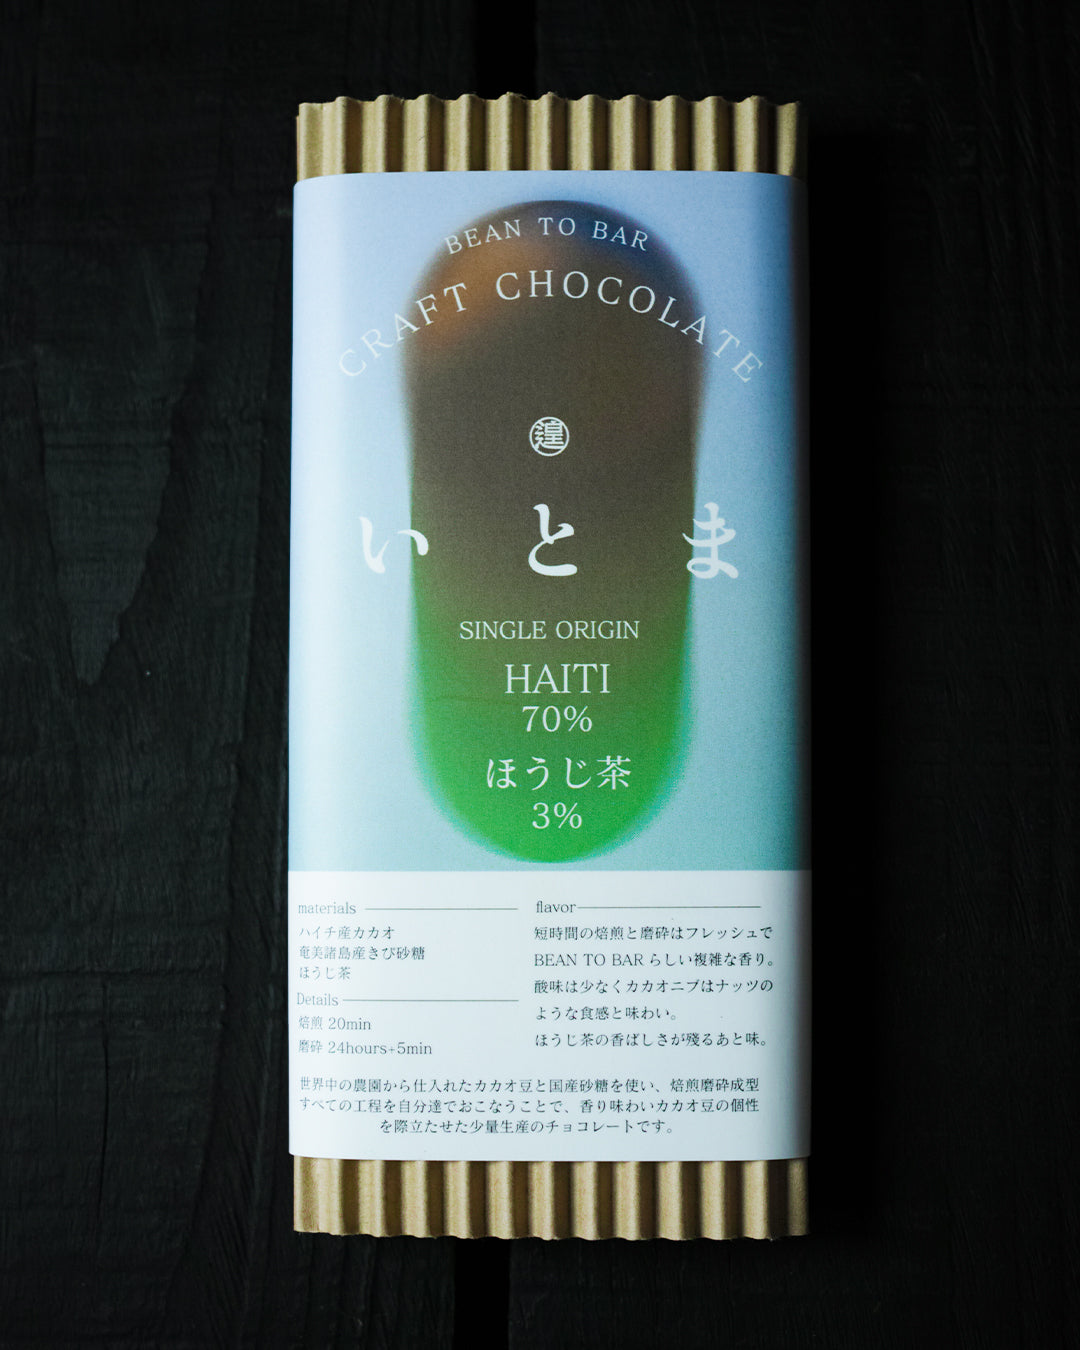 BEAN TO BAR
CRAFT CHOCOLATE
遑
いとま
SINGLE ORIGIN
HAITI
70%
ほうじ茶
3%
materials
ハイチ産カカオ
奄美諸島産きび砂糖
ほうじ茶
Details
焙煎 20min
磨砕 24hours+5min
flavor
短時間の焙煎と磨砕はフレッシュで
BEAN TO BAR らしい複雑な香り。
酸味は少なくカカオニブはナッツの
ような食感と味わい。
ほうじ茶の香ばしさが残るあと味。
世界中の農園から仕入れたカカオ豆と国産砂糖を使い、焙煎磨砕成型
すべての工程を自分達でおこなうことで、香り味わいカカオ豆の個性
を際立たせた少量生産のチョコレートです。